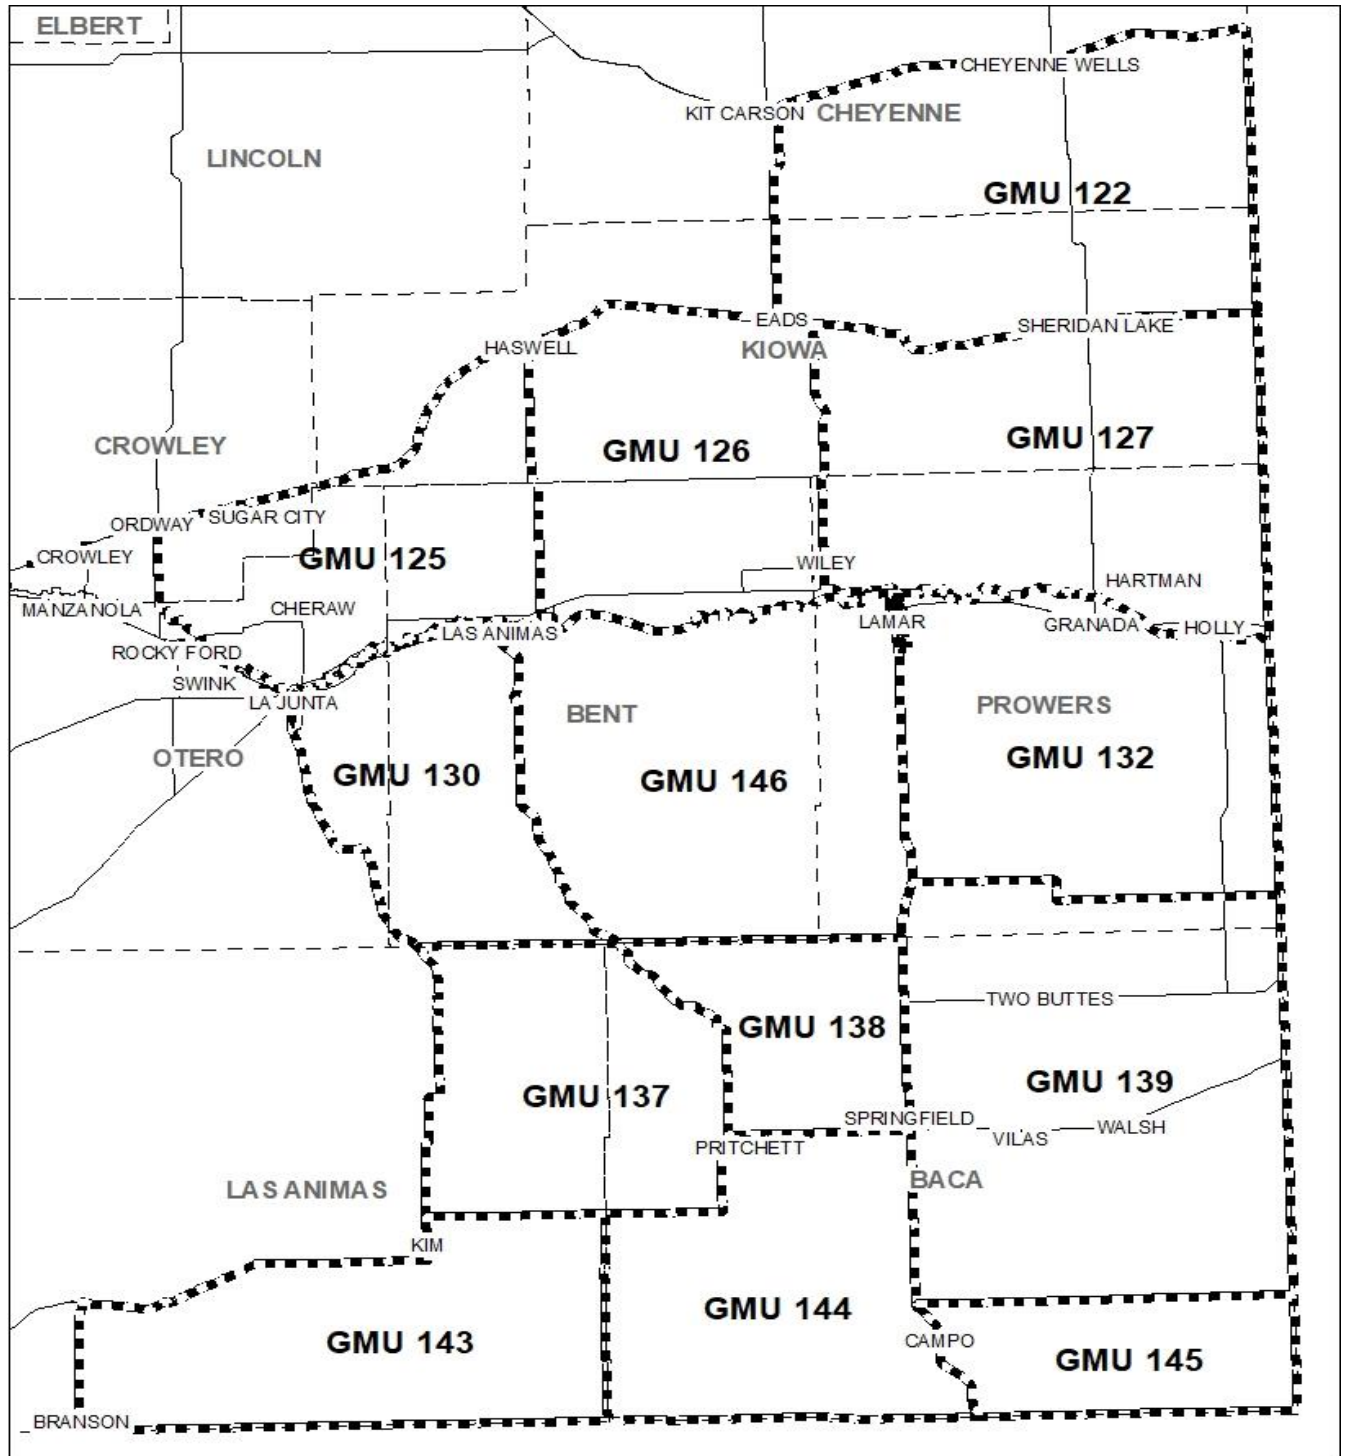 ELBERT
CHEYENNE WELLS
KIT CARSON
CHEYENNE
LINCOLN
GMU 122
EADS
SHERIDAN LAKE
HASWELL
KIOWA
CROWLEY
GMU 126
GMU 127
ORDWAY
SUGAR CITY
CROWLEY
GMU 125
WILEY
HARTMAN
MANZANOLA
CHERAW
LAS ANIMAS
LAMAR
GRANADA
HOLLY
ROCKY FORD
SWINK
LA JUNTA
BENT
PROWERS
OTERO
GMU 130
GMU 146
GMU 132
TWO BUTTES
GMU 138
GMU 139
GMU 137
SPRINGFIELD
VILAS
WALSH
PRITCHETT
BACA
LAS ANIMAS
KIM
GMU 144
GMU 143
CAMPO
GMU 145
BRANSON